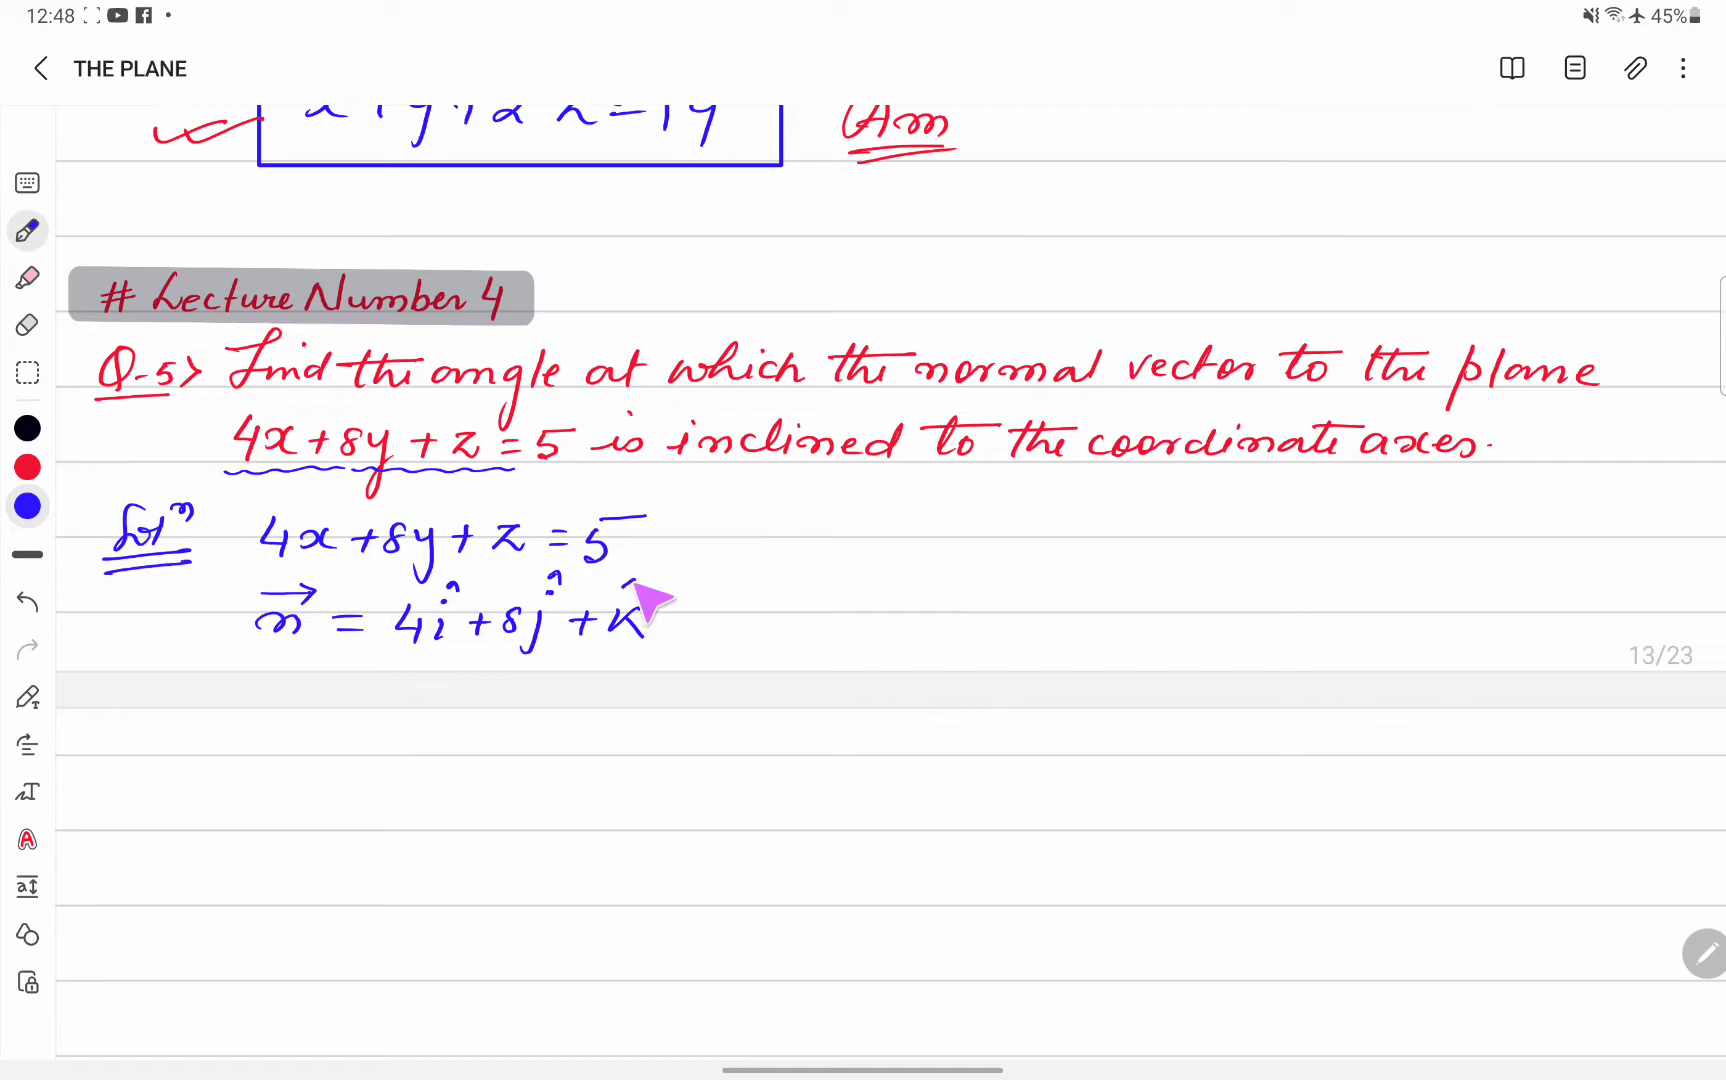 12:48
45%
THE PLANE
x + y + 2z = 19
Ans
# Lecture Number 4
Q-5> Find the angle at which the normal vector to the plane
4x + 8y + z = 5 is inclined to the coordinate axes.
Solⁿ 4x + 8y + z = 5
n⃗ = 4î + 8ĵ + k̂
13/23